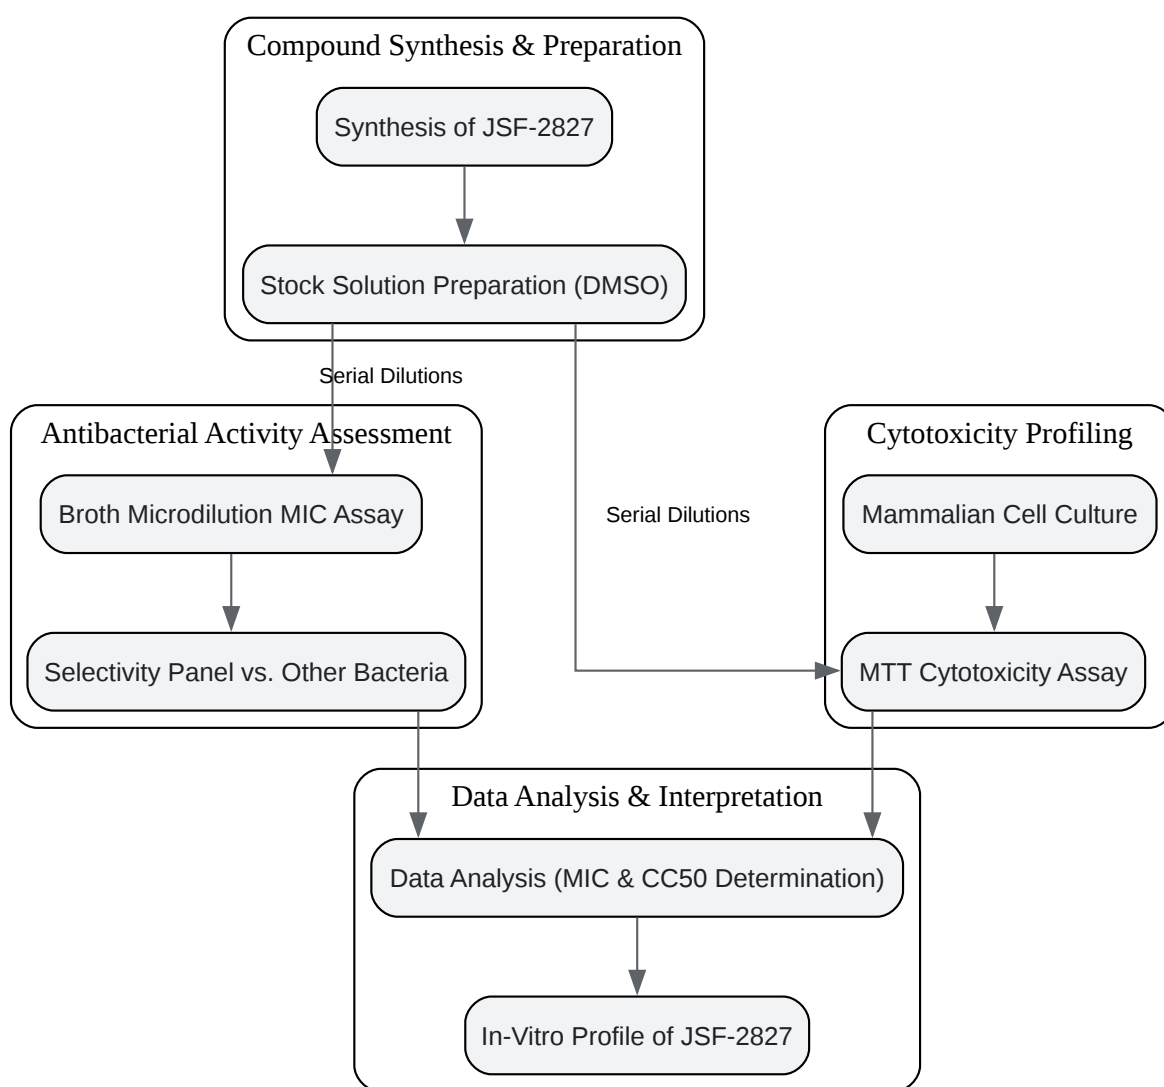 Compound Synthesis & Preparation
Synthesis of JSF-2827
Stock Solution Preparation (DMSO)
Serial Dilutions
Antibacterial Activity Assessment
Cytotoxicity Profiling
Broth Microdilution MIC Assay
Serial Dilutions
Mammalian Cell Culture
Selectivity Panel vs. Other Bacteria
MTT Cytotoxicity Assay
Data Analysis & Interpretation
Data Analysis (MIC & CC50 Determination)
In-Vitro Profile of JSF-2827